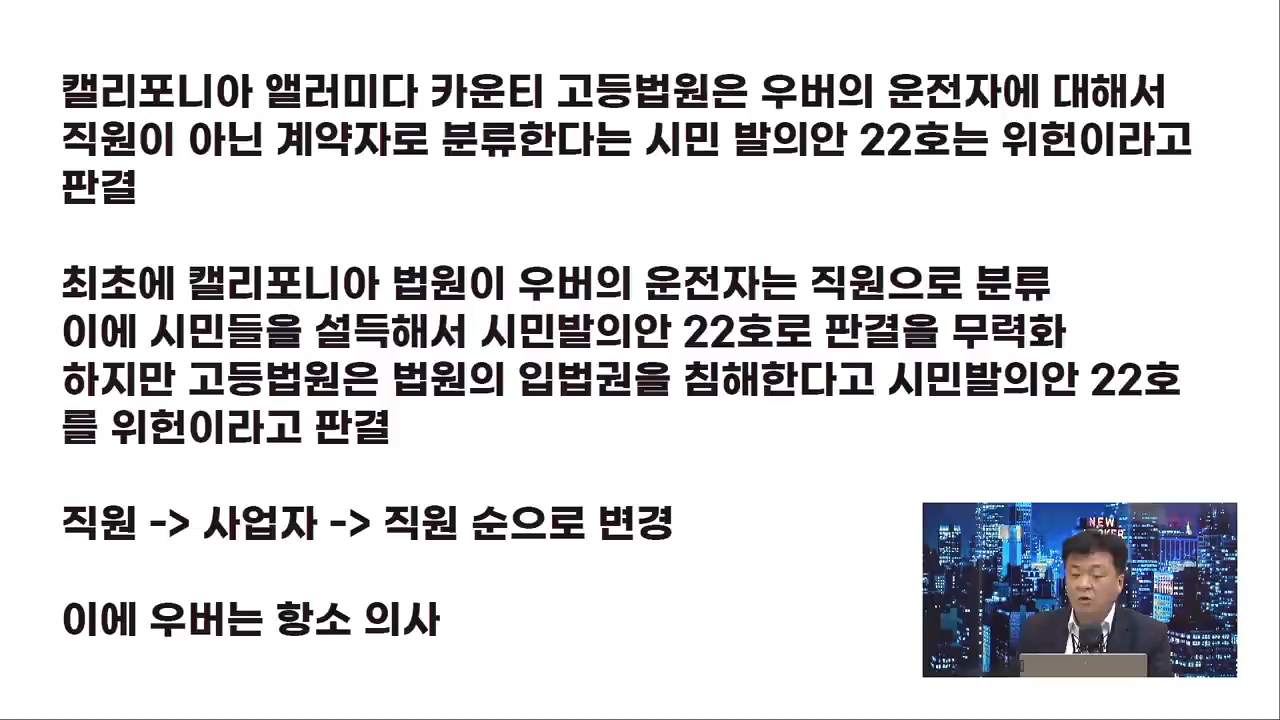 캘리포니아 앨러미다 카운티 고등법원은 우버의 운전자에 대해서
직원이 아닌 계약자로 분류한다는 시민 발의안 22호는 위헌이라고
판결
최초에 캘리포니아 법원이 우버의 운전자는 직원으로 분류
이에 시민들을 설득해서 시민발의안 22호로 판결을 무력화
하지만 고등법원은 법원의 입법권을 침해한다고 시민발의안 22호
를 위헌이라고 판결
직원 -> 사업자 -> 직원 순으로 변경
이에 우버는 항소 의사
NEW